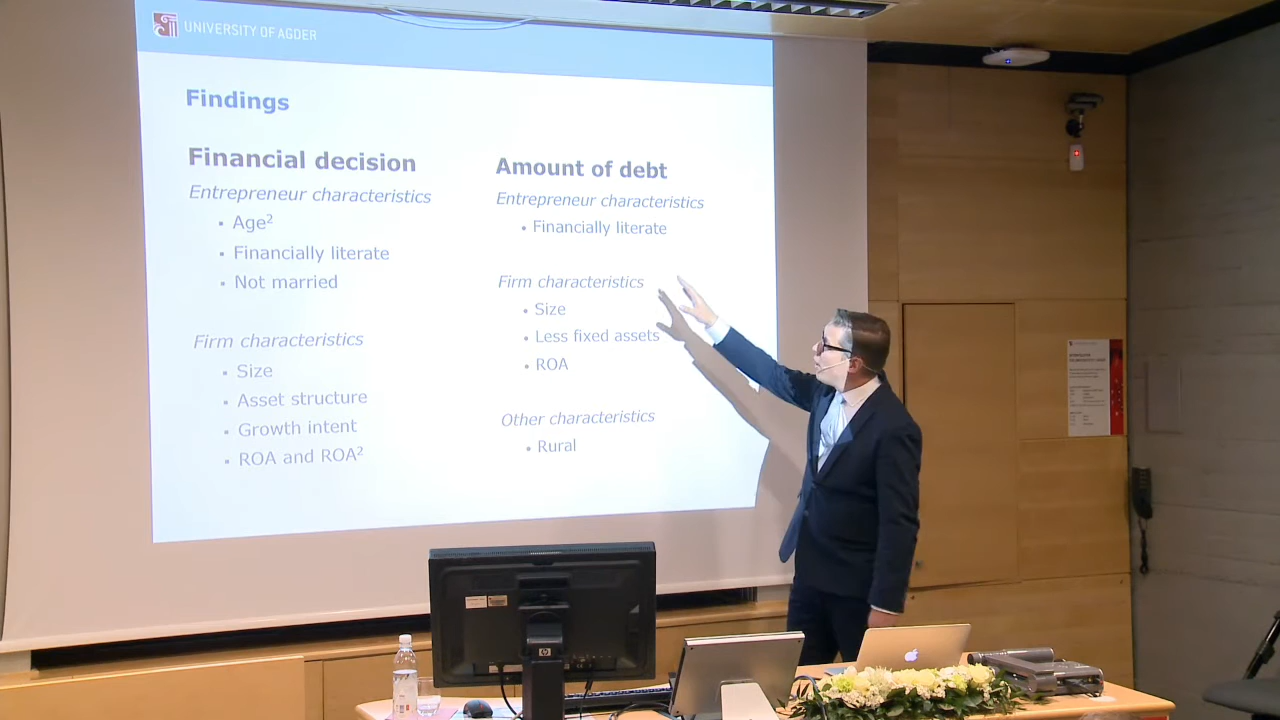 UNIVERSITY OF AGDER
Findings
Financial decision
Entrepreneur characteristics
▪ Age²
▪ Financially literate
▪ Not married
Firm characteristics
▪ Size
▪ Asset structure
▪ Growth intent
▪ ROA and ROA²
Amount of debt
Entrepreneur characteristics
• Financially literate
Firm characteristics
• Size
• Less fixed assets
• ROA
Other characteristics
• Rural
hp